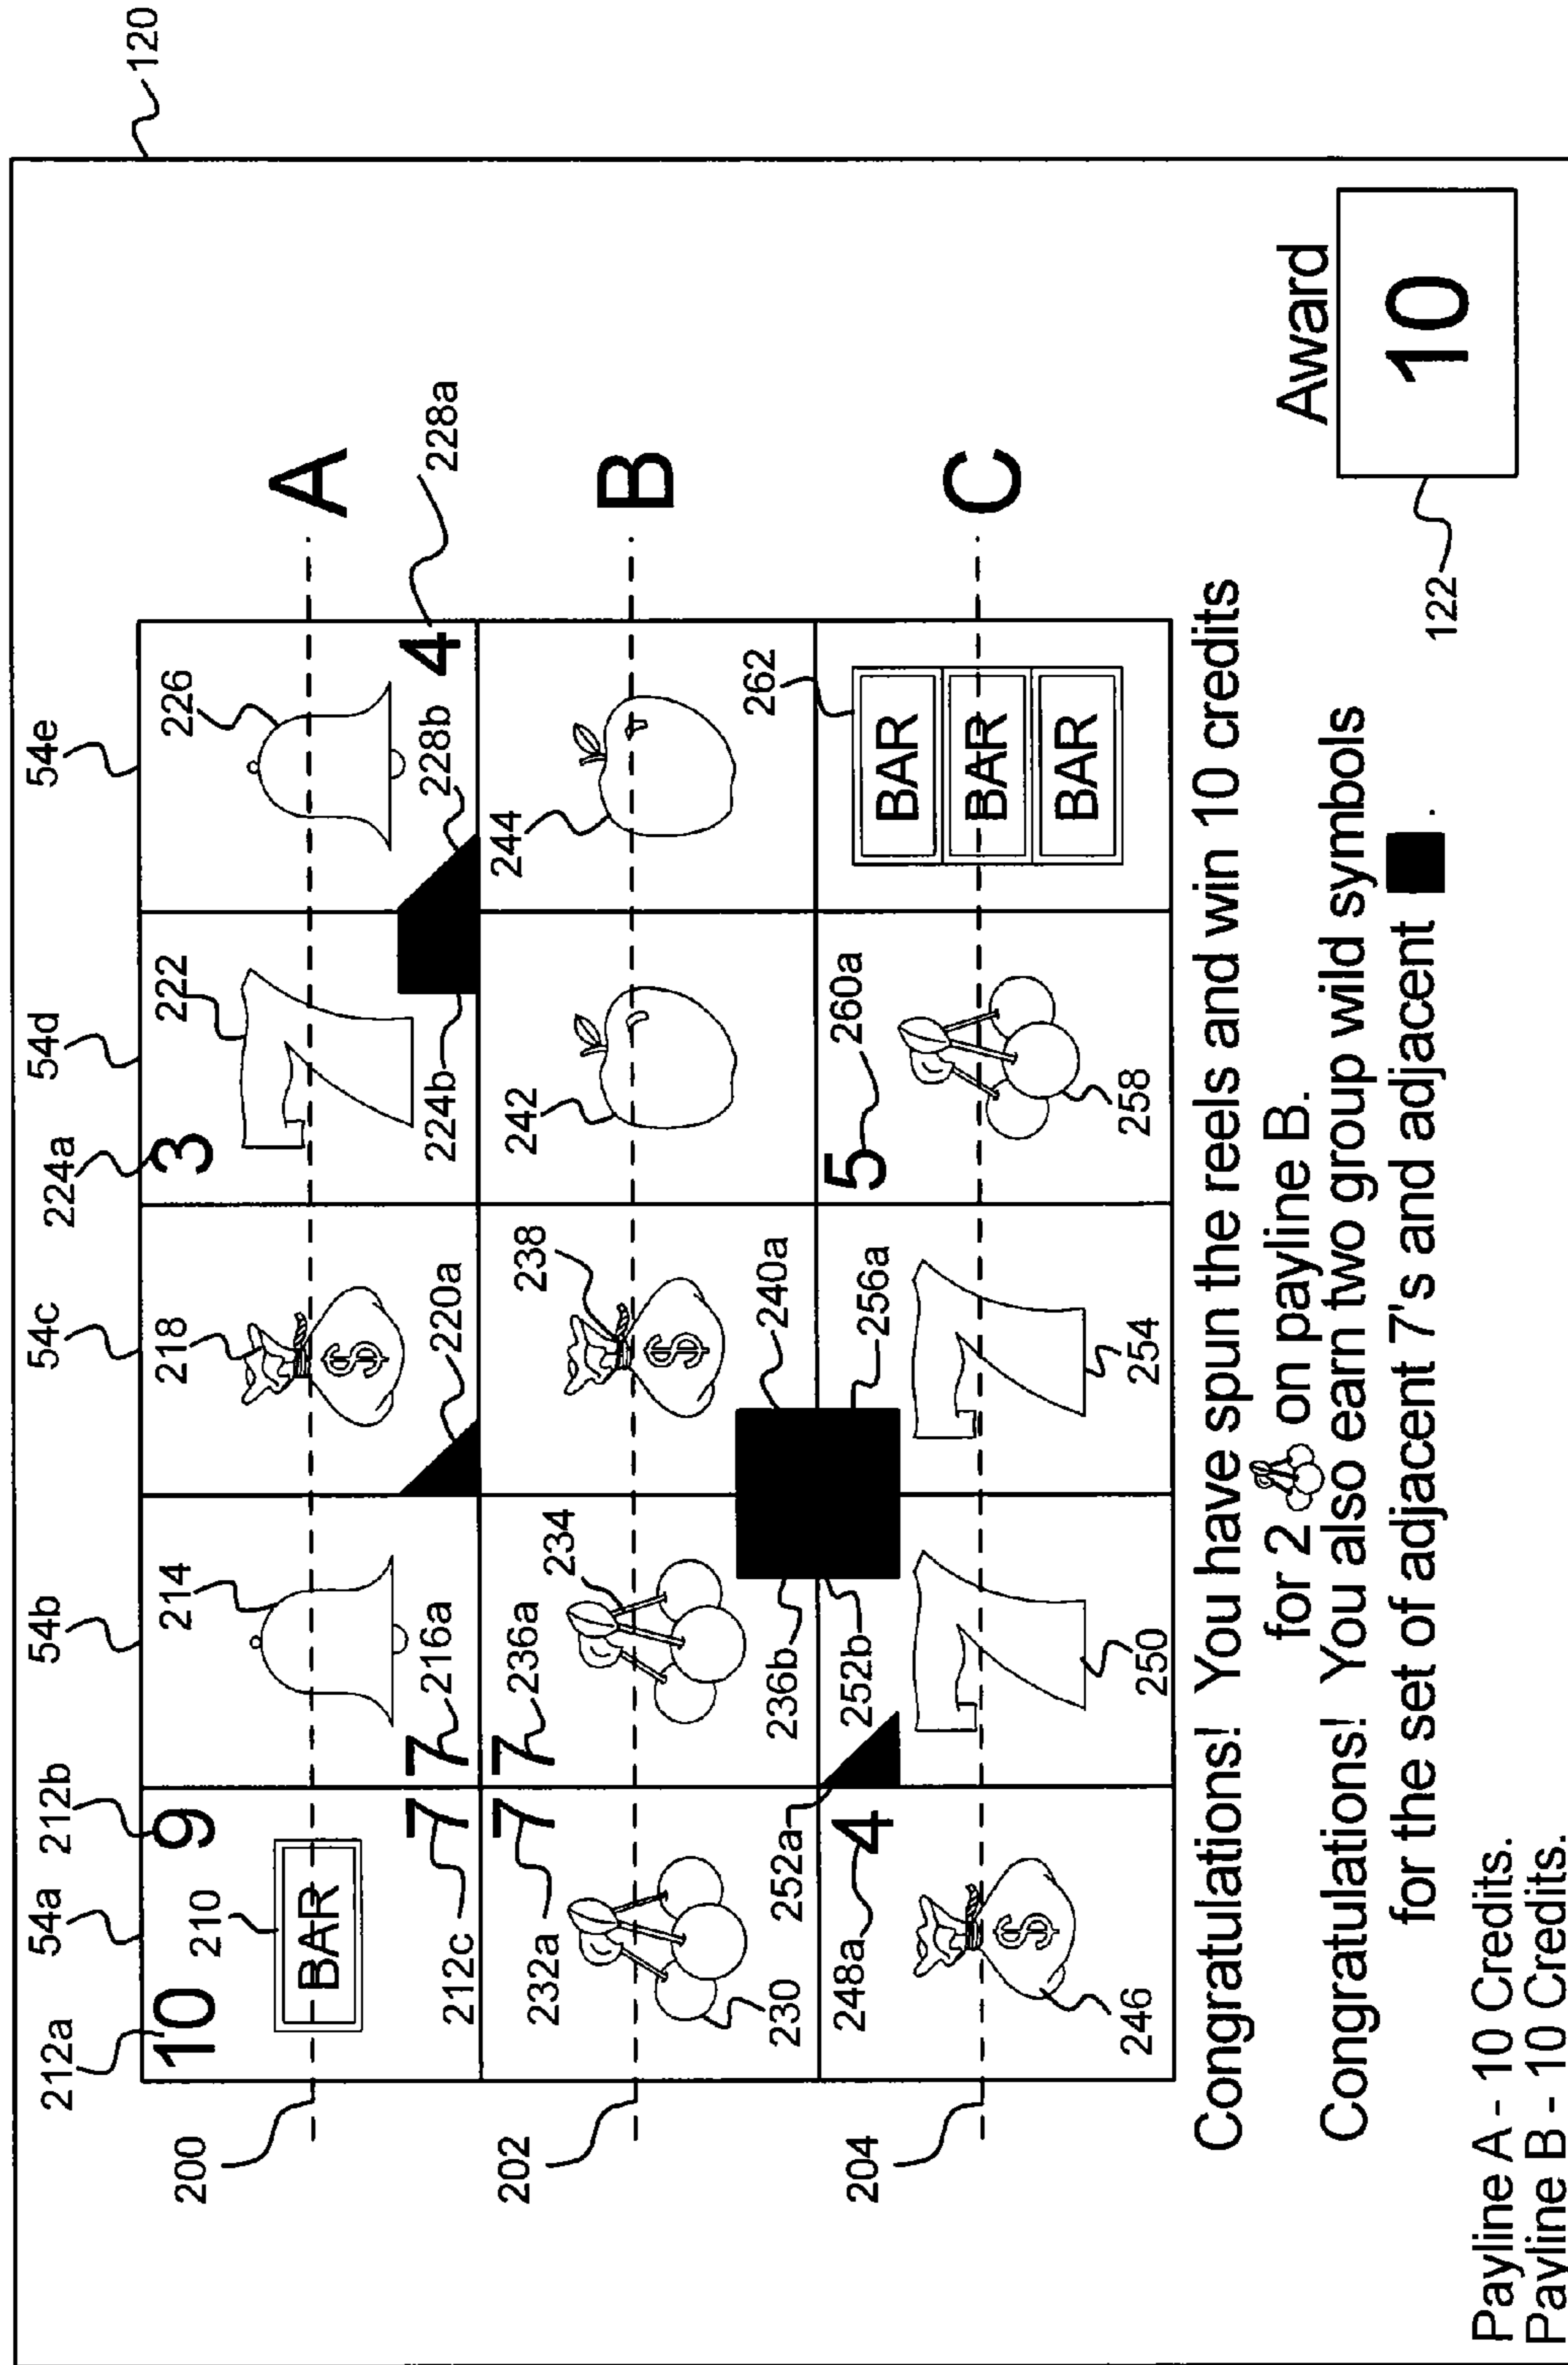 120
54a 54b 54c 54d 54e
212a 212b 224a
10 9 3
210 214 218 222 226
BAR
200 A
212c 7 7 216a 220a 224b 228b 4 228a
232a 7 7 236a 234 238 242 244
202 B
$ $
230 236b 240a
248a 4 252a 252b 256a 5 260a 262
BAR
BAR
BAR
204 C
$
246 250 254 258
Congratulations! You have spun the reels and win 10 credits
for 2 on payline B.
Congratulations! You also earn two group wild symbols
for the set of adjacent 7's and adjacent .
Award
10
122
Payline A - 10 Credits.
Payline B - 10 Credits.